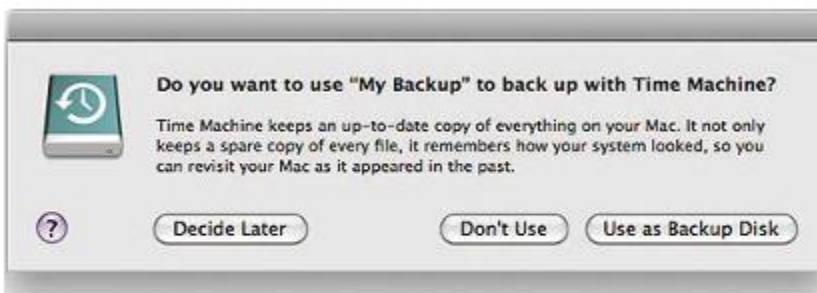 Do you want to use "My Backup" to back up with Time Machine?
Time Machine keeps an up-to-date copy of everything on your Mac. It not only
keeps a spare copy of every file, it remembers how your system looked, so you
can revisit your Mac as it appeared in the past.
?
Decide Later
Don't Use
Use as Backup Disk